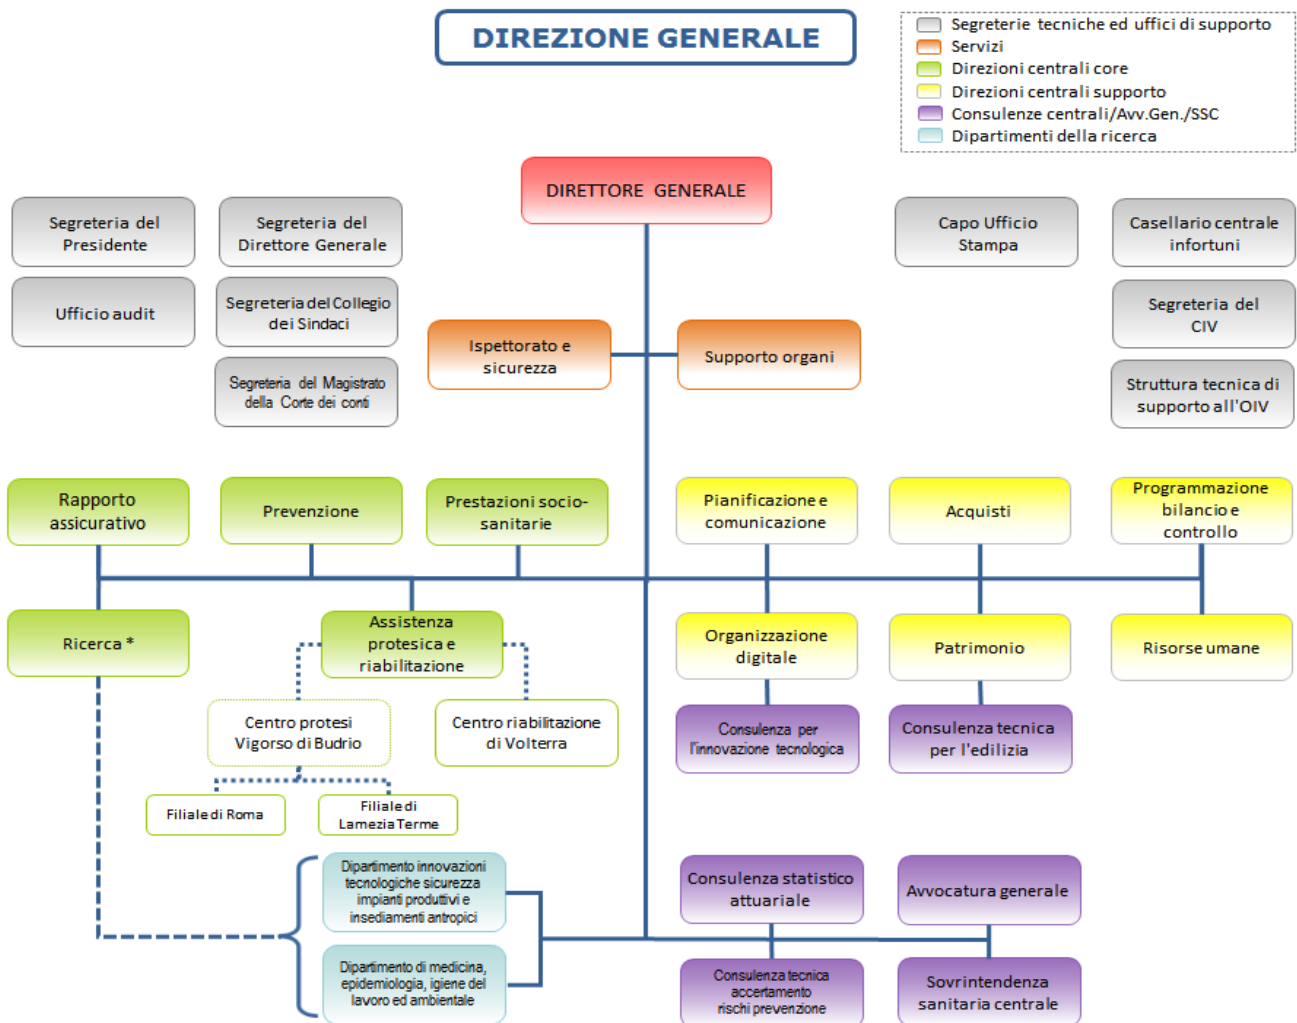 DIREZIONE GENERALE
Segreterie tecniche ed uffici di supporto
Servizi
Direzioni centrali core
Direzioni centrali supporto
Consulenze centrali/Avv.Gen./SSC
Dipartimenti della ricerca
DIRETTORE GENERALE
Segreteria del
Presidente
Segreteria del
Direttore Generale
Capo Ufficio
Stampa
Casellario centrale
infortuni
Ufficio audit
Segreteria del Collegio
dei Sindaci
Segreteria del
CIV
Ispettorato e
sicurezza
Supporto organi
Segreteria del Magistrato
della Corte dei conti
Struttura tecnica di
supporto all'OIV
Rapporto
assicurativo
Prevenzione
Prestazioni socio-
sanitarie
Pianificazione e
comunicazione
Acquisti
Programmazione
bilancio e
controllo
Ricerca *
Assistenza
protesica e
riabilitazione
Organizzazione
digitale
Patrimonio
Risorse umane
Centro protesi
Vigorso di Budrio
Centro riabilitazione
di Volterra
Consulenza per
l'innovazione tecnologica
Consulenza tecnica
per l'edilizia
Filiale di Roma
Filiale di
Lamezia Terme
Dipartimento innovazioni
tecnologiche sicurezza
impianti produttivi e
insediamenti antropici
Consulenza statistico
attuariale
Avvocatura generale
Dipartimento di medicina,
epidemiologia, igiene del
lavoro ed ambientale
Consulenza tecnica
accertamento
rischi prevenzione
Sovrintendenza
sanitaria centrale